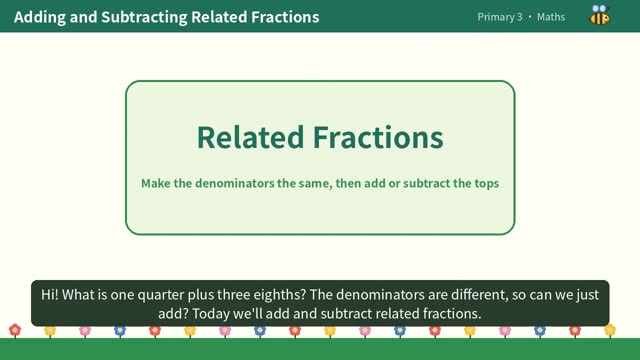 Adding and Subtracting Related Fractions
Primary 3 • Maths
Related Fractions
Make the denominators the same, then add or subtract the tops
Hi! What is one quarter plus three eighths? The denominators are different, so can we just
add? Today we'll add and subtract related fractions.